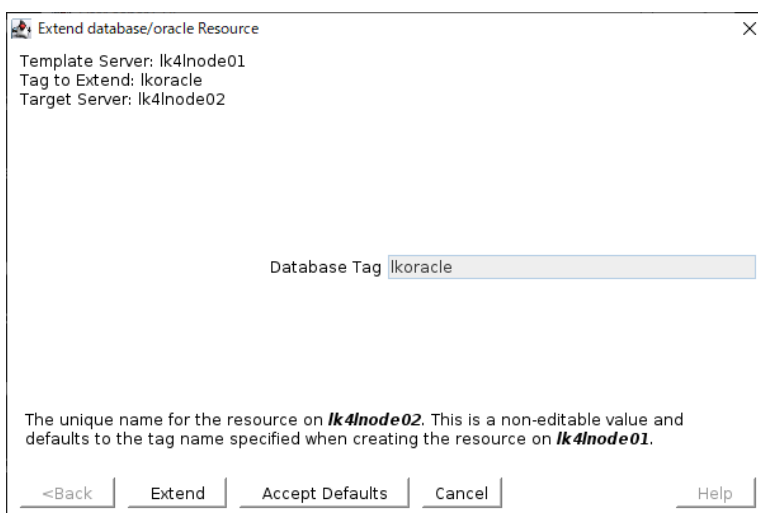 Extend database/oracle Resource
Template Server: lk4lnode01
Tag to Extend: lkoracle
Target Server: lk4lnode02
Database Tag lkoracle
The unique name for the resource on lk4lnode02. This is a non-editable value and
defaults to the tag name specified when creating the resource on lk4lnode01.
<Back Extend Accept Defaults Cancel Help